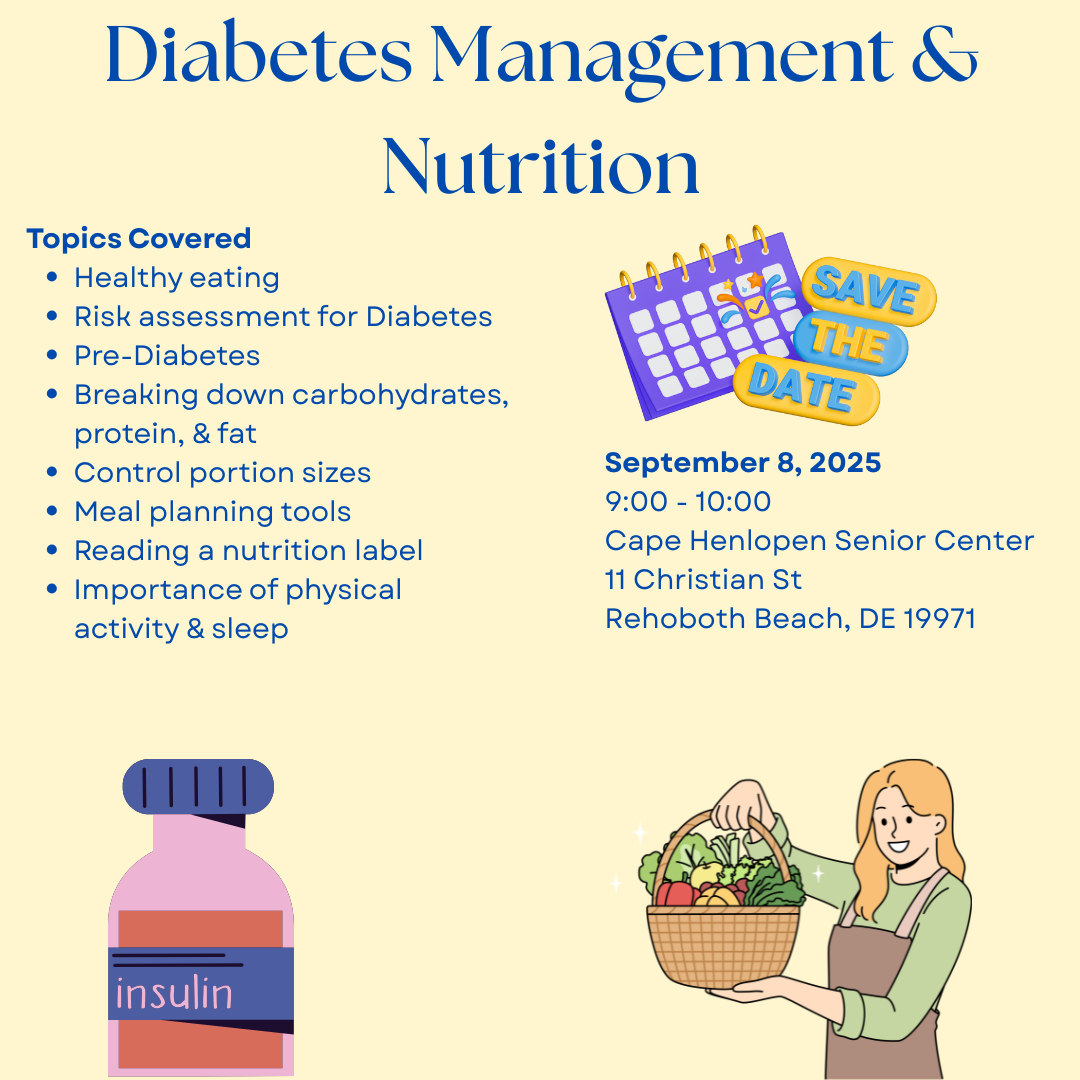 Diabetes Management &
Nutrition
Topics Covered
• Healthy eating
• Risk assessment for Diabetes
• Pre-Diabetes
• Breaking down carbohydrates,
protein, & fat
• Control portion sizes
• Meal planning tools
• Reading a nutrition label
• Importance of physical
activity & sleep
SAVE
THE
DATE
September 8, 2025
9:00 - 10:00
Cape Henlopen Senior Center
11 Christian St
Rehoboth Beach, DE 19971
insulin